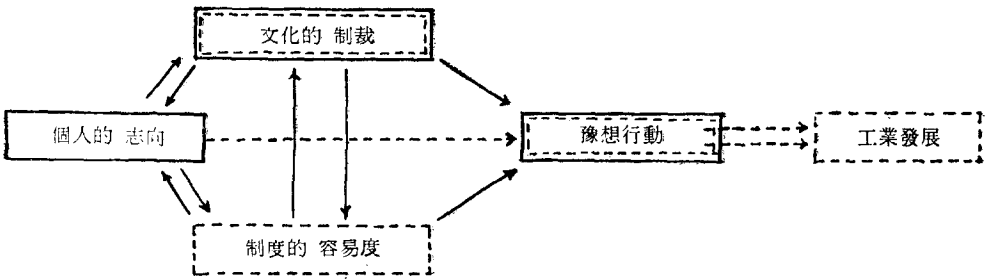 文化的 制裁
個人的 志向
豫想行動
工業發展
制度的 容易度